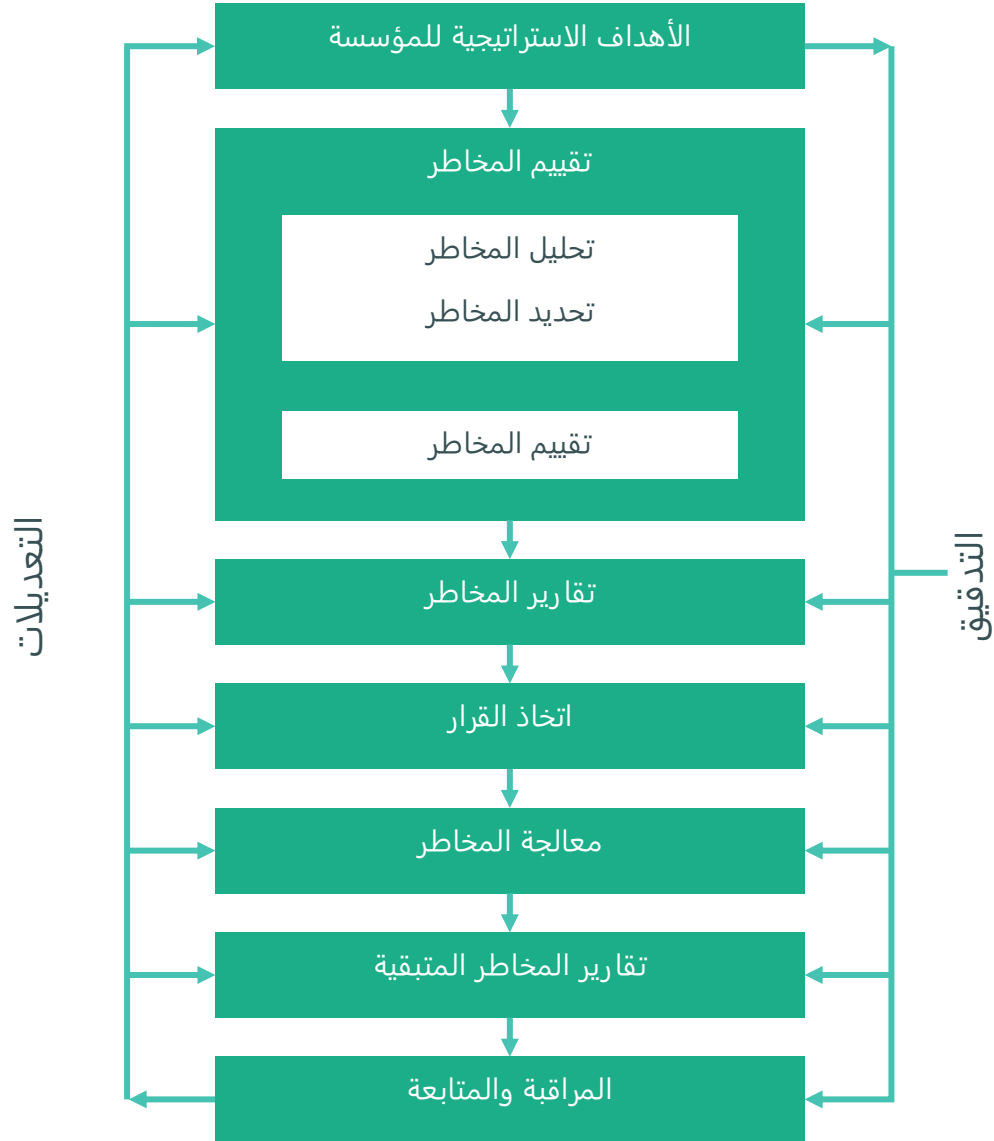 الأهداف الاستراتيجية للمؤسسة
تقييم المخاطر
تحليل المخاطر
تحديد المخاطر
تقييم المخاطر
تقارير المخاطر
اتخاذ القرار
معالجة المخاطر
تقارير المخاطر المتبقية
المراقبة والمتابعة
التدقيق
التعديلات